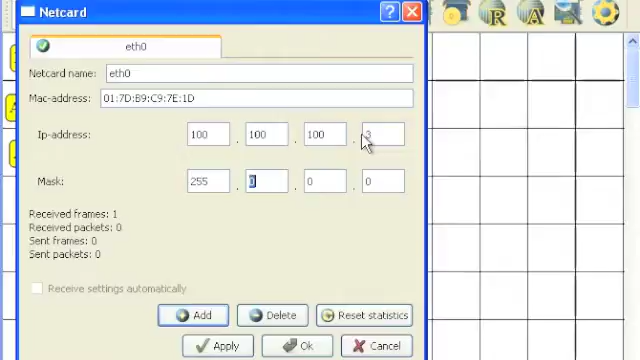 Netcard
eth0
Netcard name: eth0
Mac-address: 01:7D:B9:C9:7E:1D
Ip-address: 100 . 100 . 100 . 3
Mask: 255 . 0 . 0 . 0
Received frames: 1
Received packets: 0
Sent frames: 0
Sent packets: 0
Receive settings automatically
Add Delete Reset statistics
Apply Ok Cancel
R A